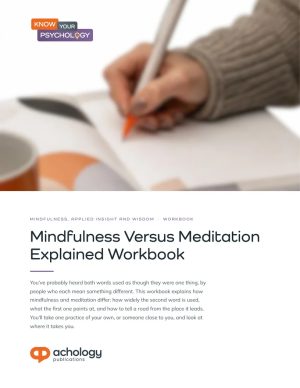 KNOW YOUR
PSYCHOLOGY
MINDFULNESS, APPLIED INSIGHT AND WISDOM · WORKBOOK
Mindfulness Versus Meditation
Explained Workbook
You've probably heard both words used as though they were one thing, by
people who each mean something different. This workbook explains how
mindfulness and meditation differ; how widely the second word is used,
what the first one points at, and how to tell a road from the place it leads.
You'll take one practice of your own, or someone close to you, and look at
where it takes you.
achology
publications